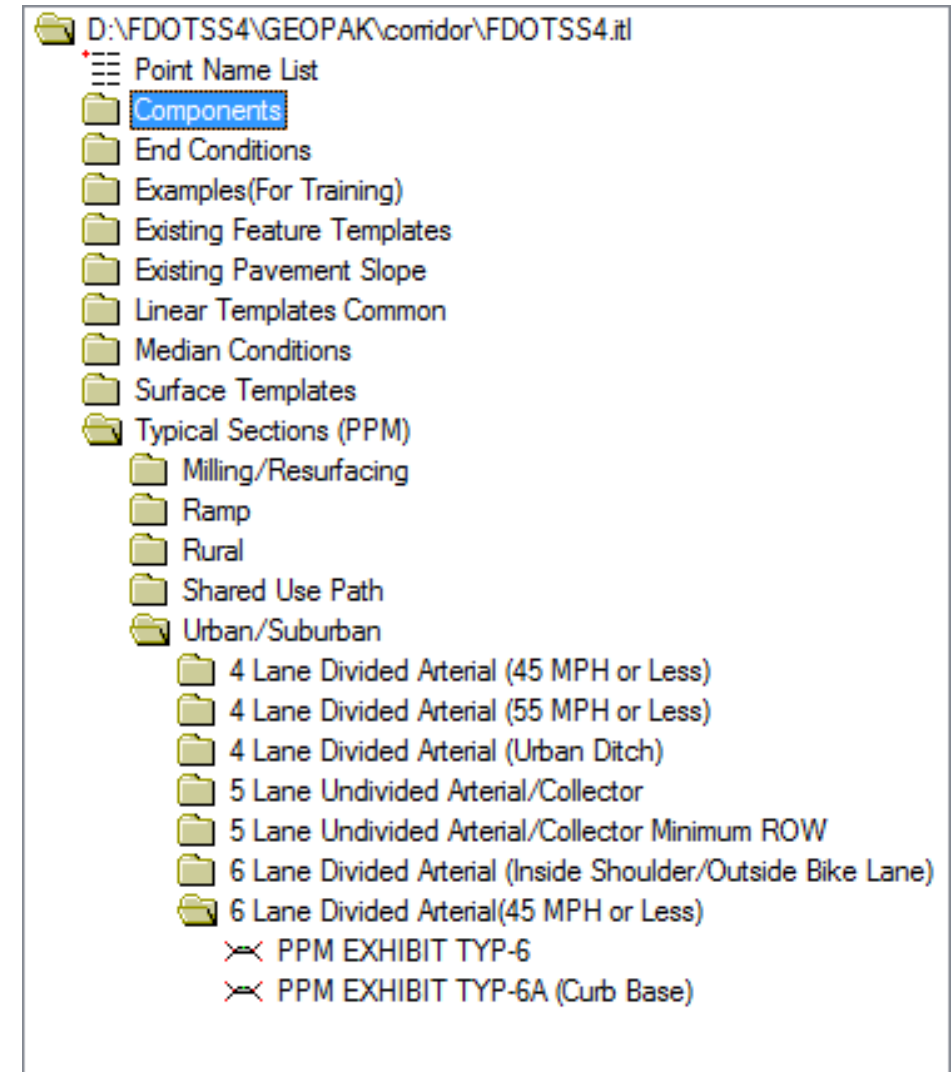 D:\FDOTSS4\GEOPAK\corridor\FDOTSS4.itl
Point Name List
Components
End Conditions
Examples(For Training)
Existing Feature Templates
Existing Pavement Slope
Linear Templates Common
Median Conditions
Surface Templates
Typical Sections (PPM)
Milling/Resurfacing
Ramp
Rural
Shared Use Path
Urban/Suburban
4 Lane Divided Arterial (45 MPH or Less)
4 Lane Divided Arterial (55 MPH or Less)
4 Lane Divided Arterial (Urban Ditch)
5 Lane Undivided Arterial/Collector
5 Lane Undivided Arterial/Collector Minimum ROW
6 Lane Divided Arterial (Inside Shoulder/Outside Bike Lane)
6 Lane Divided Arterial(45 MPH or Less)
PPM EXHIBIT TYP-6
PPM EXHIBIT TYP-6A (Curb Base)